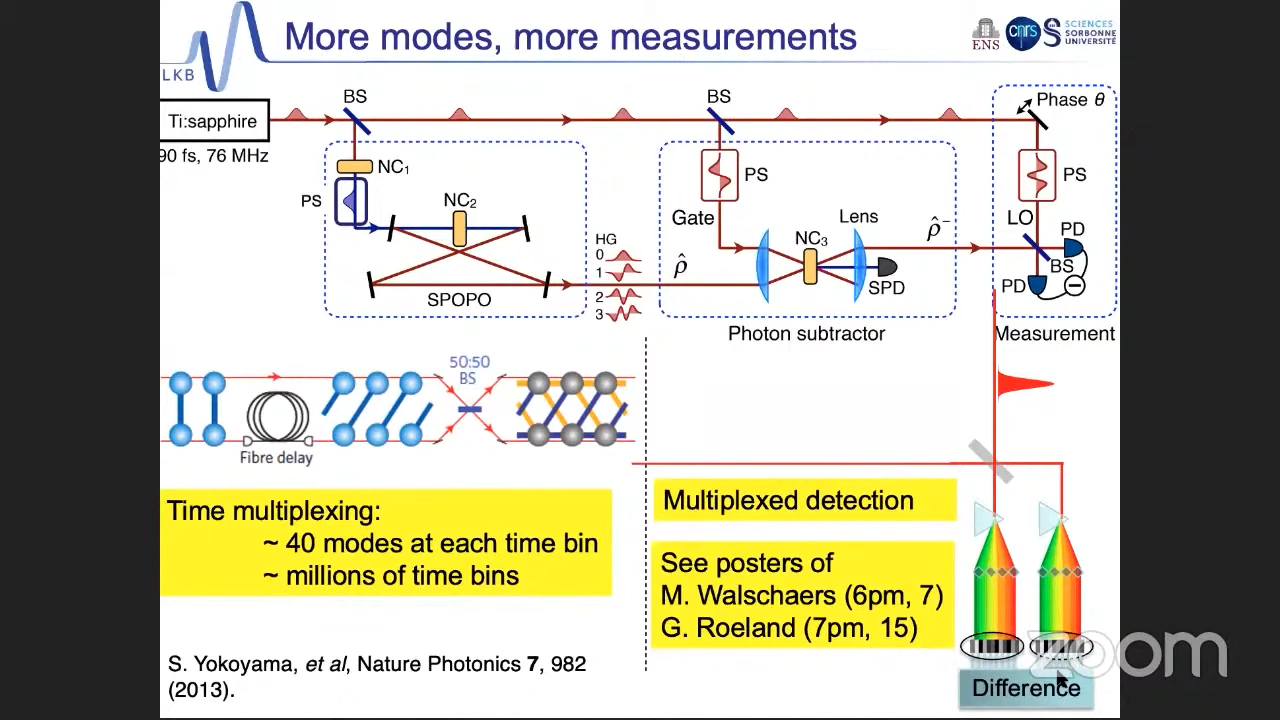 More modes, more measurements
LKB
ENS
cnrs
SCIENCES
SORBONNE
UNIVERSITÉ
Ti:sapphire
90 fs, 76 MHz
BS
BS
Phase θ
NC1
PS
NC2
SPOPO
HG
0
1
2
3
ρ̂
PS
Gate
Lens
NC3
SPD
ρ̂⁻
Photon subtractor
PS
LO
PD
BS
PD
Measurement
50:50
BS
Fibre delay
Time multiplexing:
~ 40 modes at each time bin
~ millions of time bins
S. Yokoyama, et al, Nature Photonics 7, 982
(2013).
Multiplexed detection
See posters of
M. Walschaers (6pm, 7)
G. Roeland (7pm, 15)
Difference
zoom